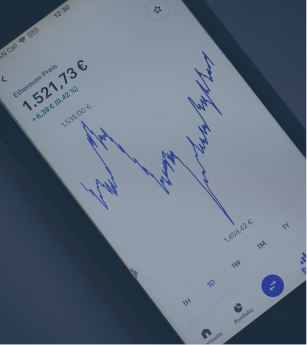 12:30
Ethereum-Preis
1.521,73 €
+6,39 € (0,42 %)
1.535,00 €
1.458,42 €
1H 1D 1W 1M 1Y
Portfolio